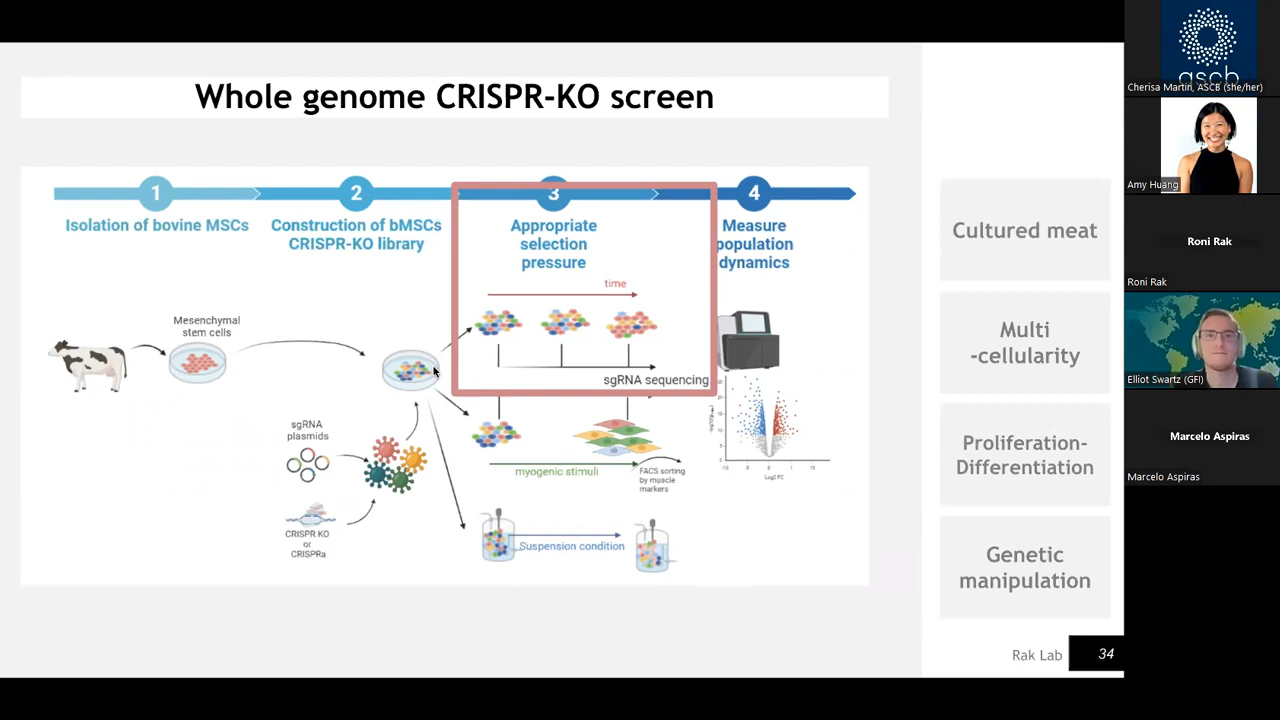 Whole genome CRISPR-KO screen
1
2
3
4
Isolation of bovine MSCs
Construction of bMSCs
CRISPR-KO library
Appropriate
selection
pressure
Measure
population
dynamics
time
Mesenchymal
stem cells
sgRNA sequencing
sgRNA
plasmids
CRISPR KO
or
CRISPRa
myogenic stimuli
FACS sorting
by muscle
markers
Suspension condition
Log2 FC
Cultured meat
Multi
-cellularity
Proliferation-
Differentiation
Genetic
manipulation
Rak Lab
34
ascb
Cherisa Martin, ASCB (she/her)
Amy Huang
Roni Rak
Roni Rak
Elliot Swartz (GFI)
Marcelo Aspiras
Marcelo Aspiras